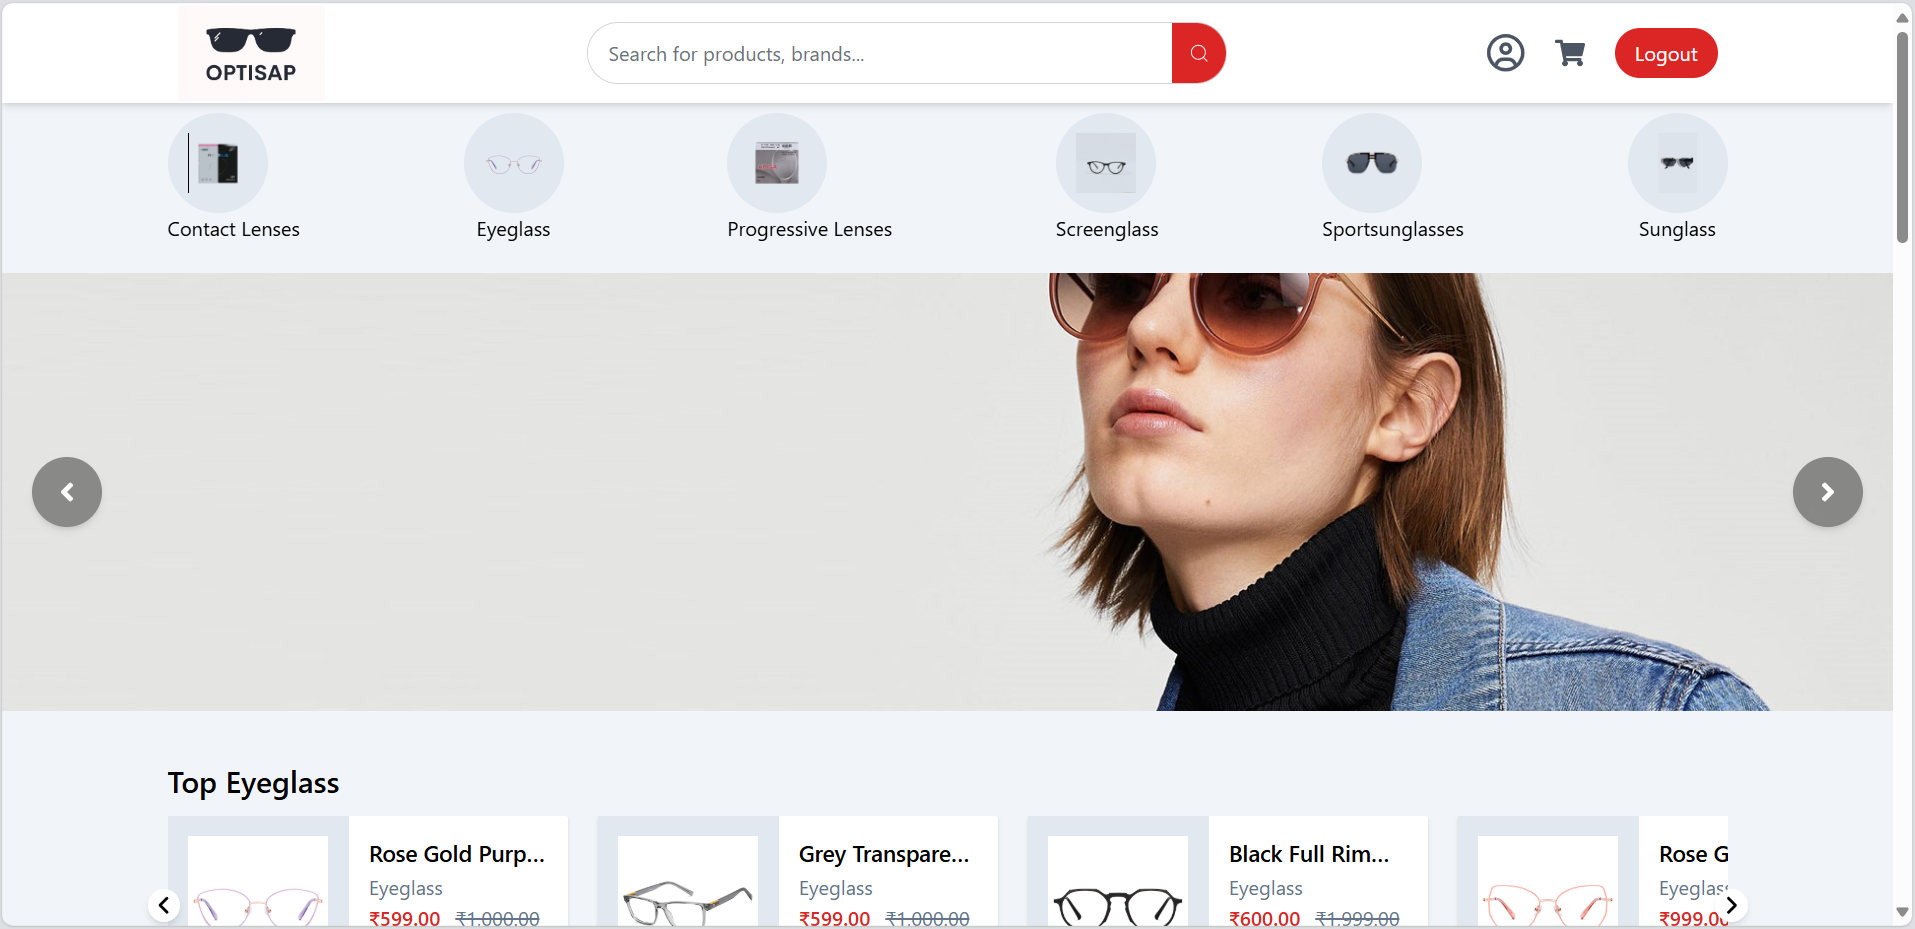 OPTISAP
Search for products, brands...
Logout
Contact Lenses
Eyeglass
Progressive Lenses
Screenglass
Sportsunglasses
Sunglass
Top Eyeglass
Rose Gold Purp...
Eyeglass
₹599.00 ₹1,000.00
Grey Transpare...
Eyeglass
₹599.00 ₹1,000.00
Black Full Rim...
Eyeglass
₹600.00 ₹1,999.00
Rose G
Eyeglas
₹999.00